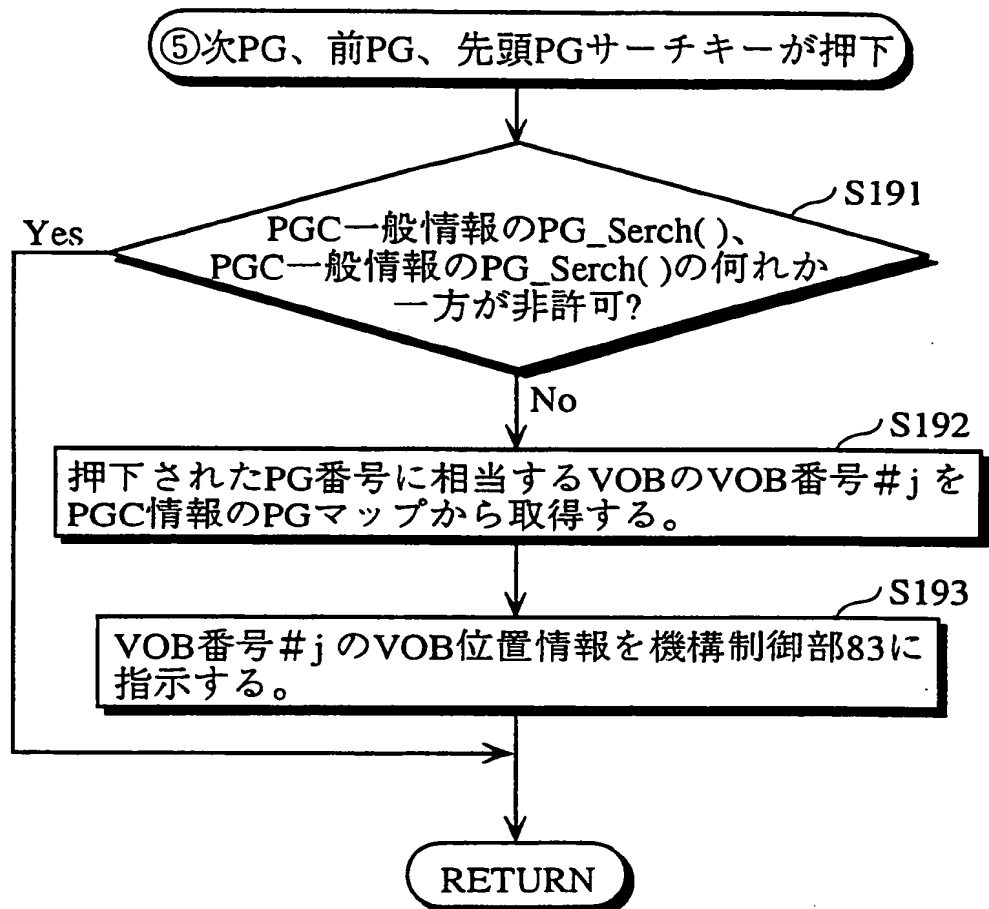 ⑤次PG、前PG、先頭PGサーチキーが押下
S191
Yes
PGC一般情報のPG_Serch( )、
PGC一般情報のPG_Serch( )の何れか
一方が非許可?
No
S192
押下されたPG番号に相当するVOBのVOB番号#jを
PGC情報のPGマップから取得する。
S193
VOB番号#jのVOB位置情報を機構制御部83に
指示する。
RETURN